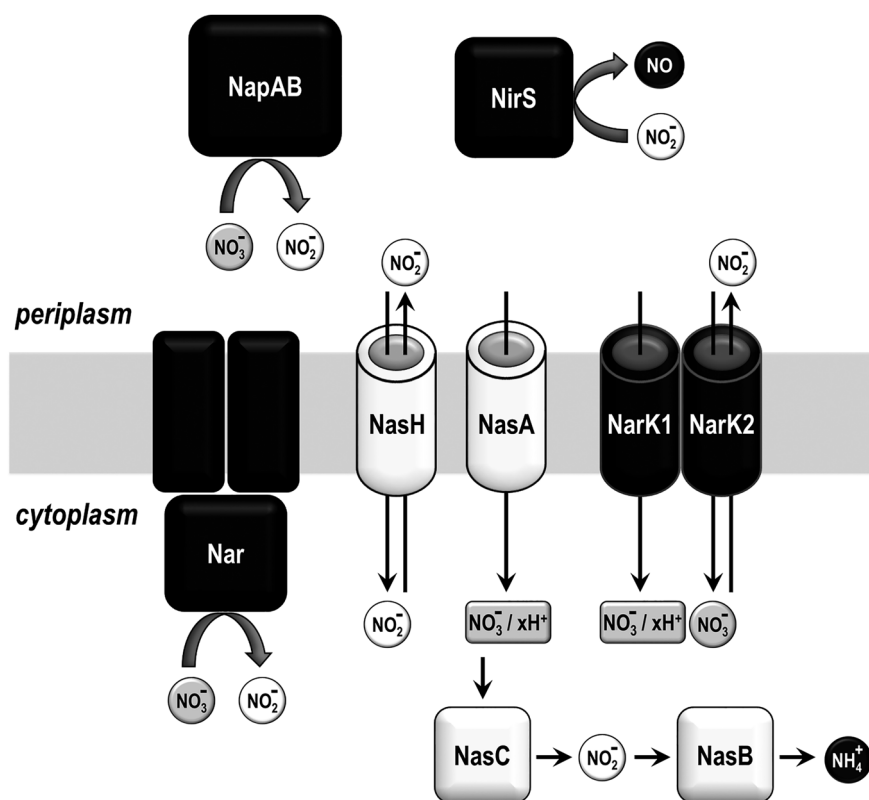 NapAB
NirS
NO
NO₂⁻
NO₃⁻
NO₂⁻
NO₂⁻
NO₂⁻
periplasm
NasH
NasA
NarK1
NarK2
cytoplasm
Nar
NO₂⁻
NO₃⁻ / xH⁺
NO₃⁻ / xH⁺
NO₃⁻
NO₃⁻
NO₂⁻
NasC
NO₂⁻
NasB
NH₄⁺